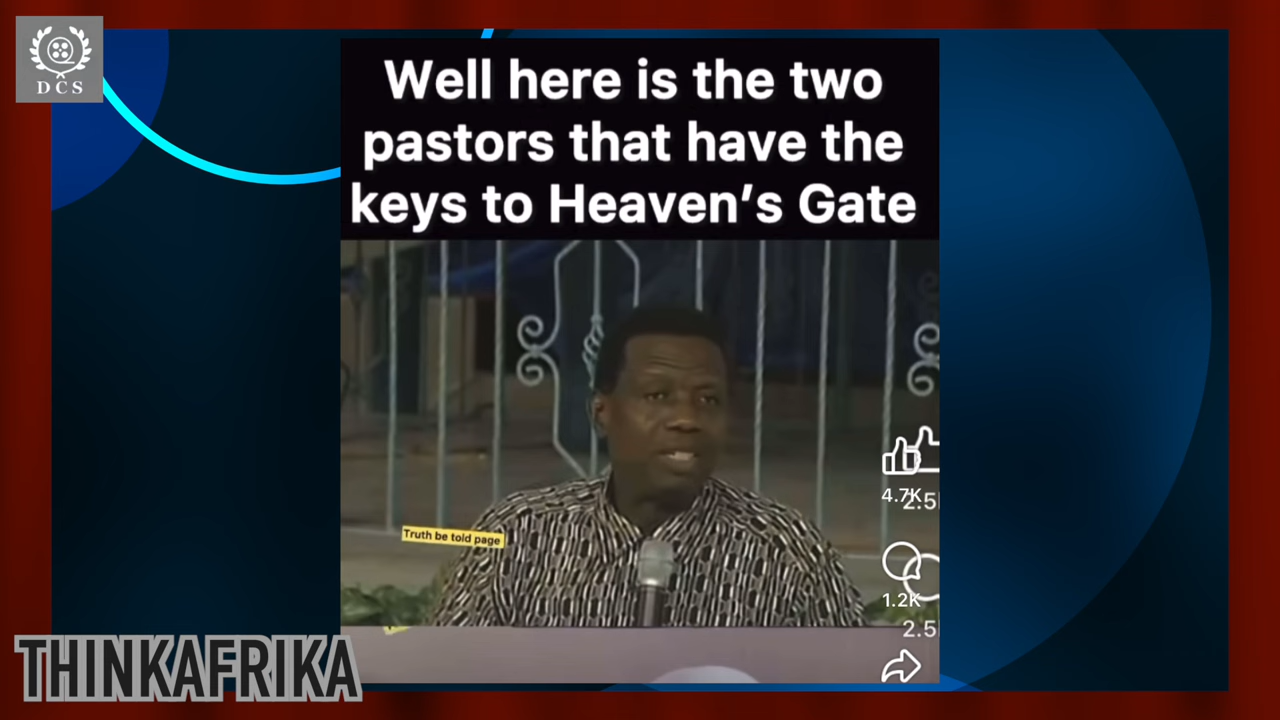 DCS
Well here is the two
pastors that have the
keys to Heaven's Gate
Truth be told page
4.7K
2.5
1.2K
2.5
THINKAFRIKA